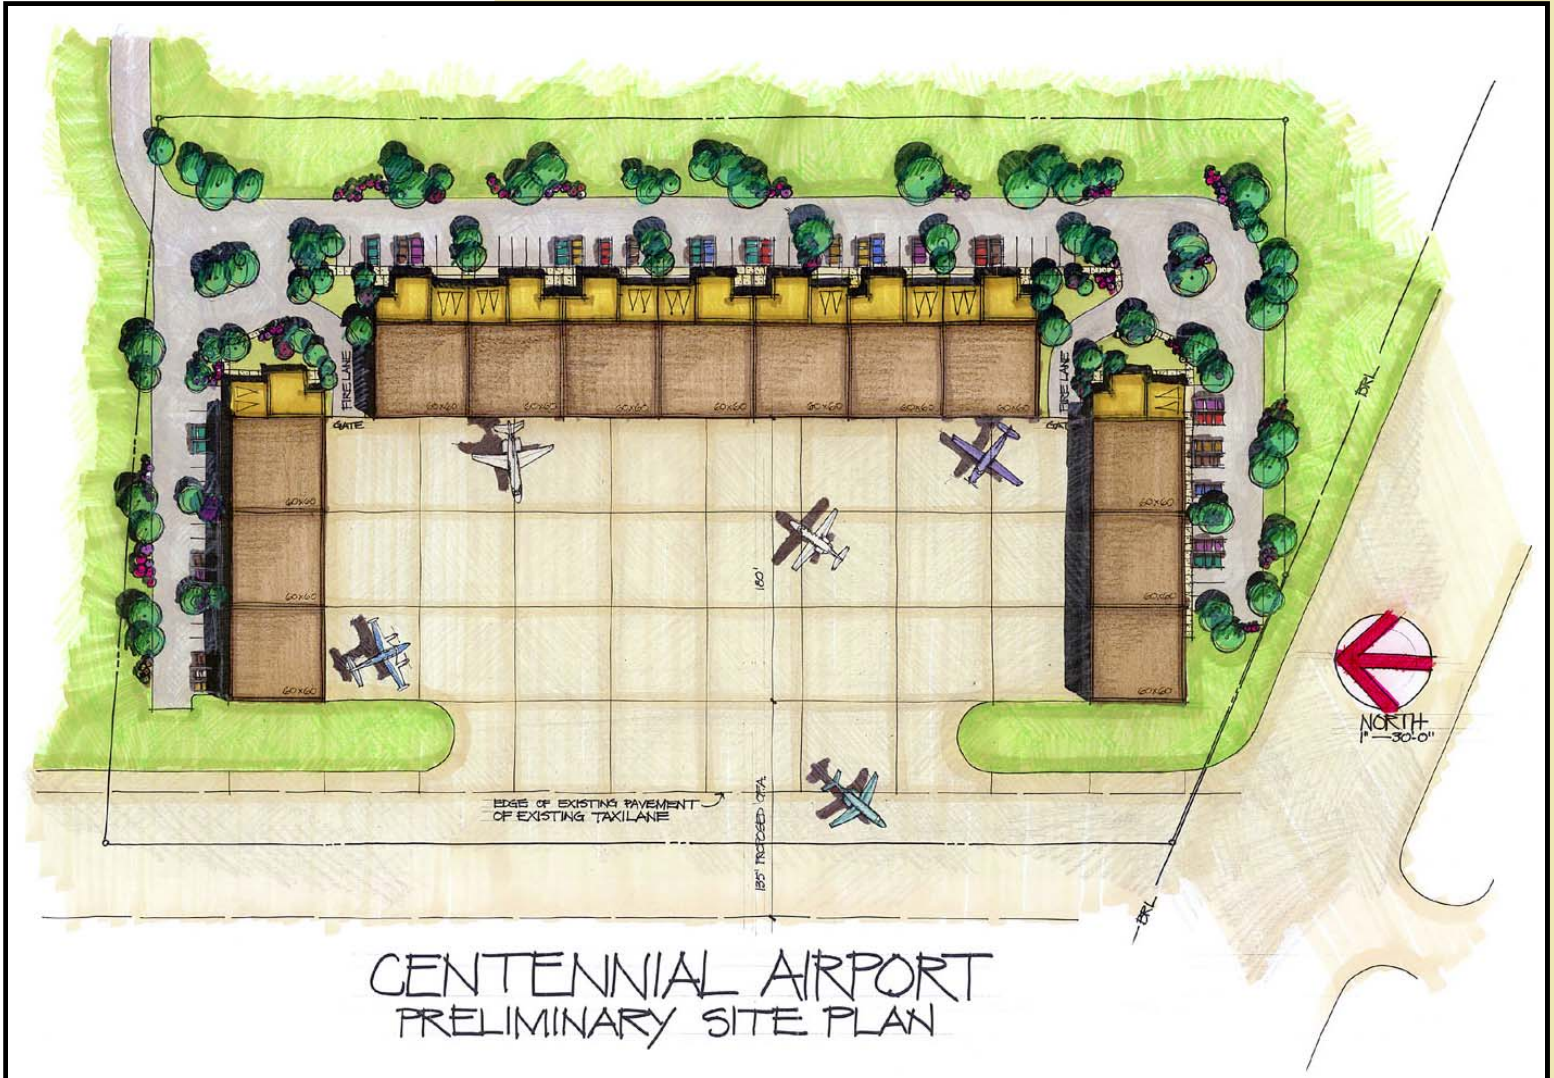 FIRE LANE
FIRE LANE
60X60
60X60
60X60
60X60
60X60
60X60
60X60
GATE
60X60
60X60
60X60
60X60
60X60
60X60
180'
BRL
NORTH
1" — 30'-0"
EDGE OF EXISTING PAVEMENT
OF EXISTING TAXILANE
135' PROPOSED OFA.
BRL
CENTENNIAL AIRPORT
PRELIMINARY SITE PLAN